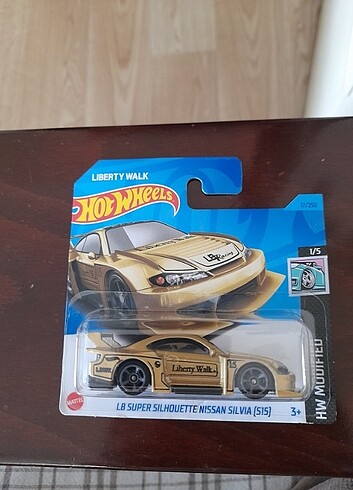 LIBERTY WALK
HOT WHEELS
1/5
LB Racing
Liberty Walk
15
MATTEL
LB SUPER SILHOUETTE NISSAN SILVIA (S15)
3+
HW MODIFIED